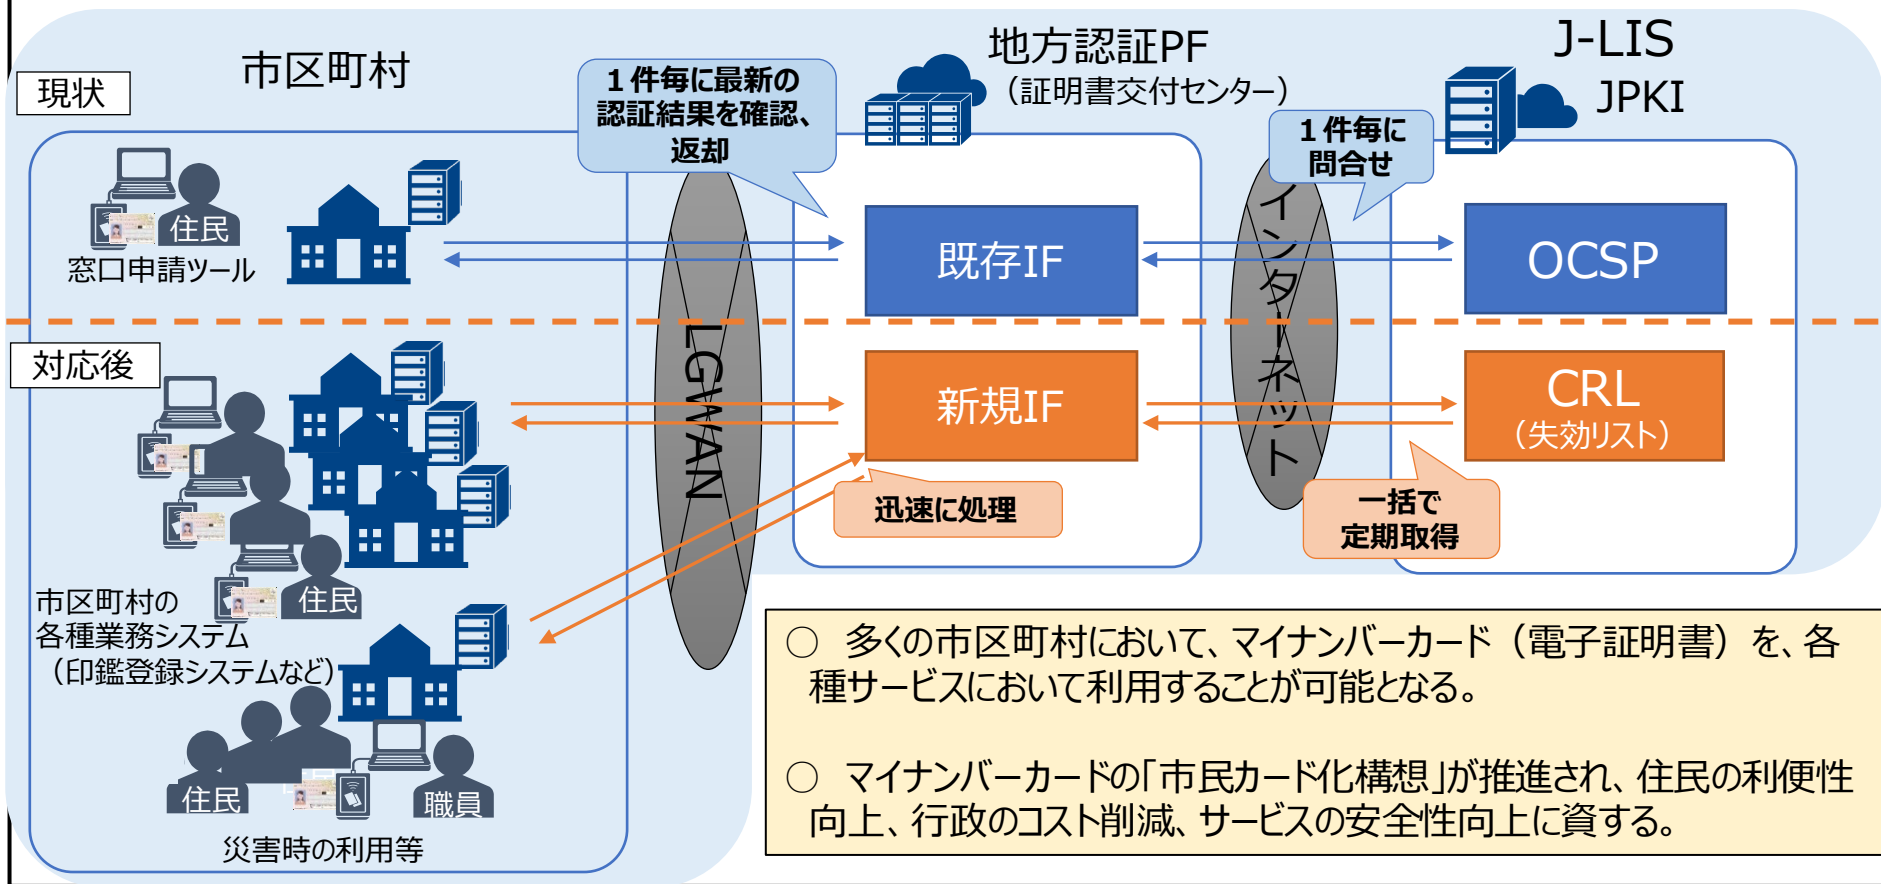 市区町村
地方認証PF
（証明書交付センター）
J-LIS
JPKI
現状
１件毎に最新の
認証結果を確認、
返却
１件毎に
問合せ
住民
窓口申請ツール
既存IF
OCSP
LGWAN
インターネット
対応後
新規IF
CRL
（失効リスト）
迅速に処理
一括で
定期取得
住民
市区町村の
各種業務システム
（印鑑登録システムなど）
住民
職員
災害時の利用等
○　多くの市区町村において、マイナンバーカード（電子証明書）を、各
種サービスにおいて利用することが可能となる。
○　マイナンバーカードの「市民カード化構想」が推進され、住民の利便性
向上、行政のコスト削減、サービスの安全性向上に資する。